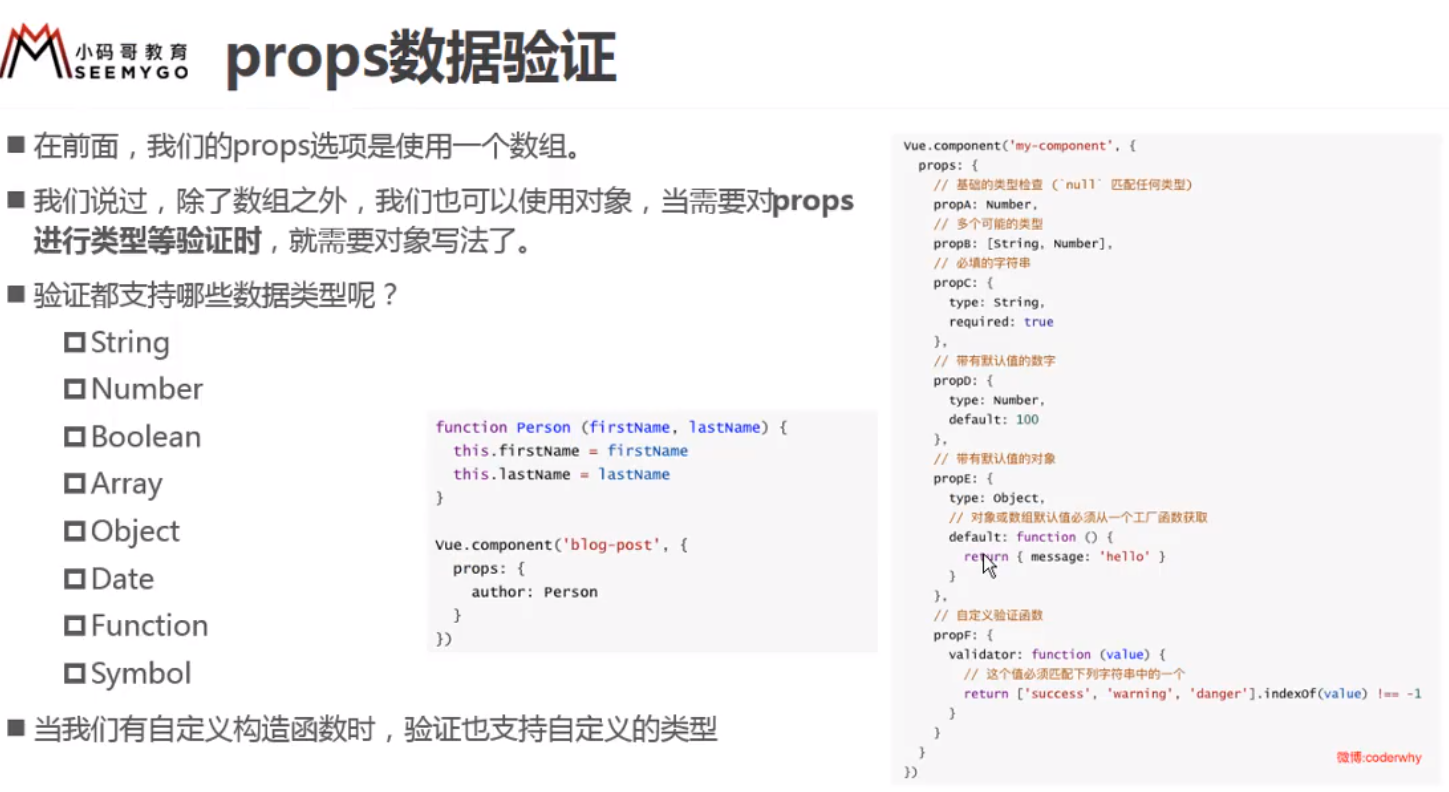 小码哥教育
SEEMYGO
props数据验证
■ 在前面，我们的props选项是使用一个数组。
■ 我们说过，除了数组之外，我们也可以使用对象，当需要对props
进行类型等验证时，就需要对象写法了。
■ 验证都支持哪些数据类型呢？
String
Number
Boolean
Array
Object
Date
Function
Symbol
■ 当我们有自定义构造函数时，验证也支持自定义的类型
function Person (firstName, lastName) {
this.firstName = firstName
this.lastName = lastName
}
Vue.component('blog-post', {
props: {
author: Person
}
})
Vue.component('my-component', {
props: {
// 基础的类型检查 (`null` 匹配任何类型)
propA: Number,
// 多个可能的类型
propB: [String, Number],
// 必填的字符串
propC: {
type: String,
required: true
},
// 带有默认值的数字
propD: {
type: Number,
default: 100
},
// 带有默认值的对象
propE: {
type: Object,
// 对象或数组默认值必须从一个工厂函数获取
default: function () {
return { message: 'hello' }
}
},
// 自定义验证函数
propF: {
validator: function (value) {
// 这个值必须匹配下列字符串中的一个
return ['success', 'warning', 'danger'].indexOf(value) !== -1
}
}
}
})
微博:coderwhy